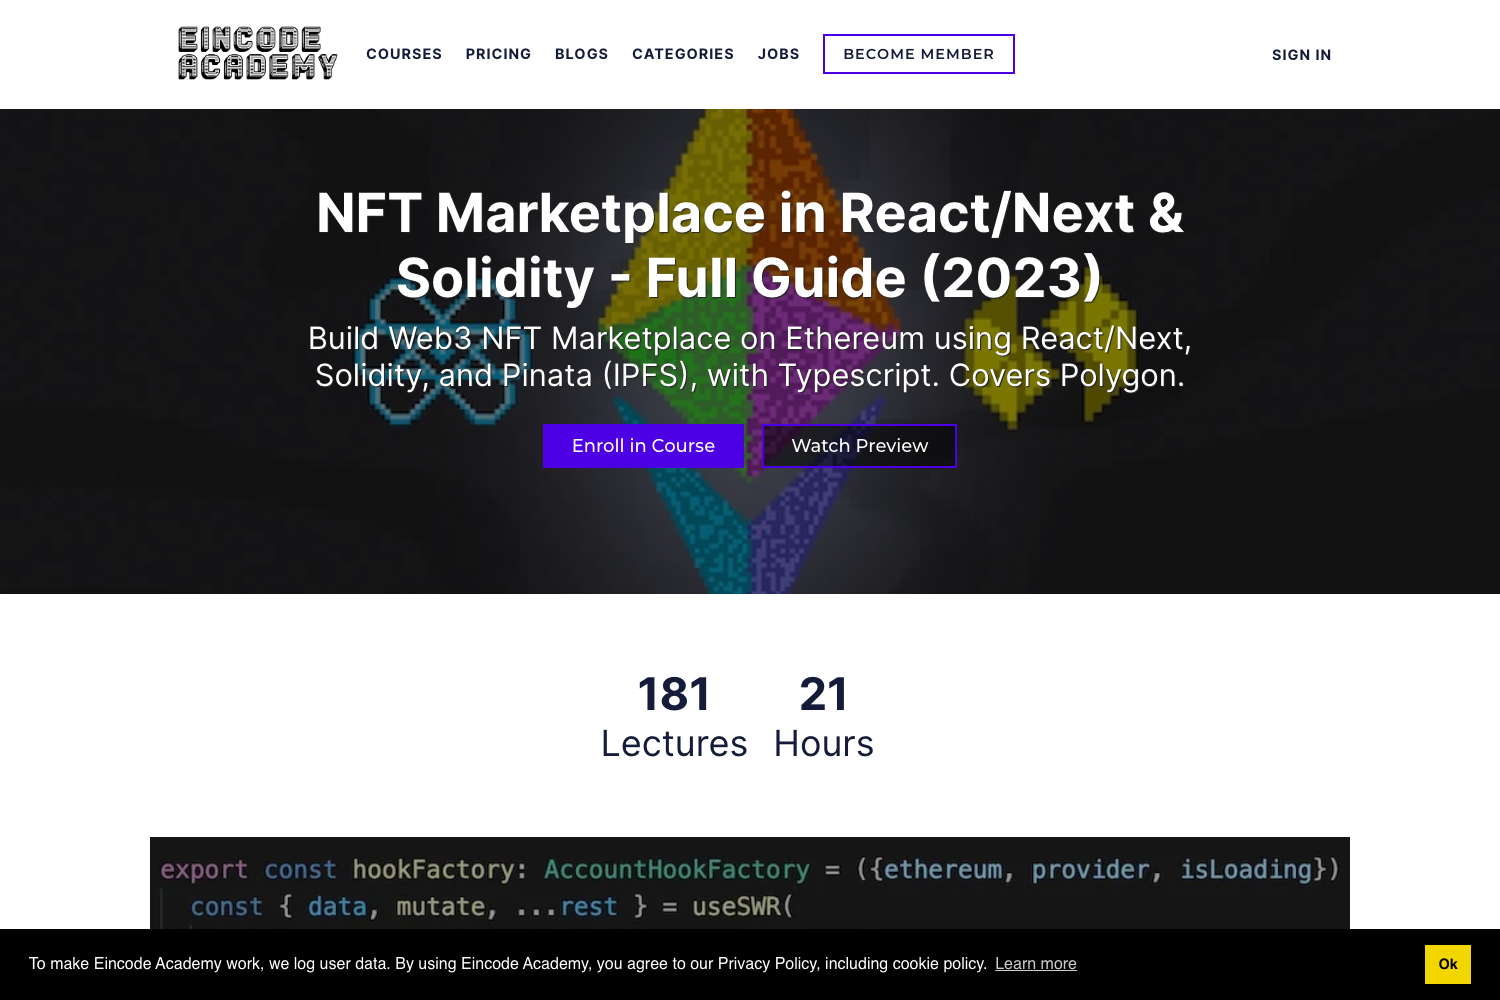 EINCODE
ACADEMY
COURSES PRICING BLOGS CATEGORIES JOBS BECOME MEMBER SIGN IN
NFT Marketplace in React/Next &
Solidity - Full Guide (2023)
Build Web3 NFT Marketplace on Ethereum using React/Next,
Solidity, and Pinata (IPFS), with Typescript. Covers Polygon.
Enroll in Course Watch Preview
181 21
Lectures Hours
export const hookFactory: AccountHookFactory = ({ethereum, provider, isLoading})
const { data, mutate, ...rest } = useSWR(
To make Eincode Academy work, we log user data. By using Eincode Academy, you agree to our Privacy Policy, including cookie policy. Learn more Ok